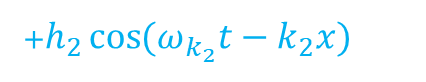 +h₂ cos(ω_{k₂}t − k₂x)